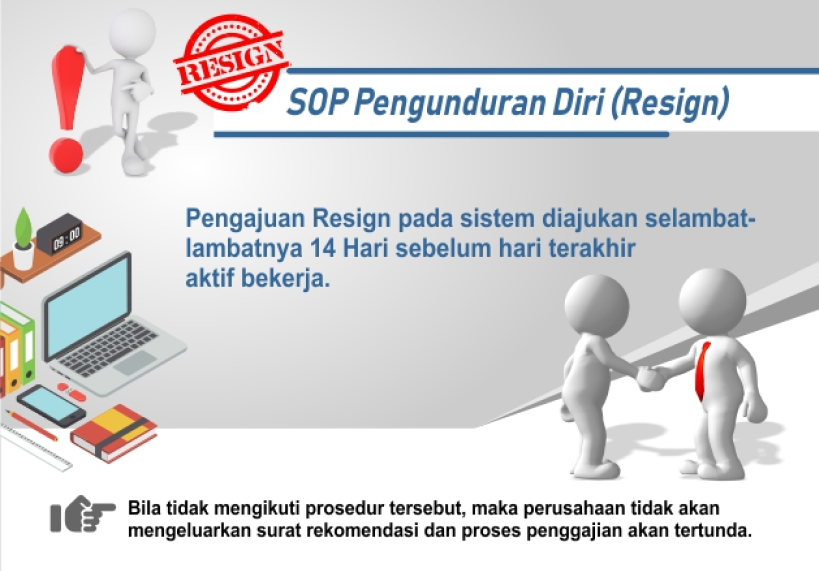 RESIGN
SOP Pengunduran Diri (Resign)
Pengajuan Resign pada sistem diajukan selambat-
lambatnya 14 Hari sebelum hari terakhir
aktif bekerja.
09:00
Bila tidak mengikuti prosedur tersebut, maka perusahaan tidak akan
mengeluarkan surat rekomendasi dan proses penggajian akan tertunda.